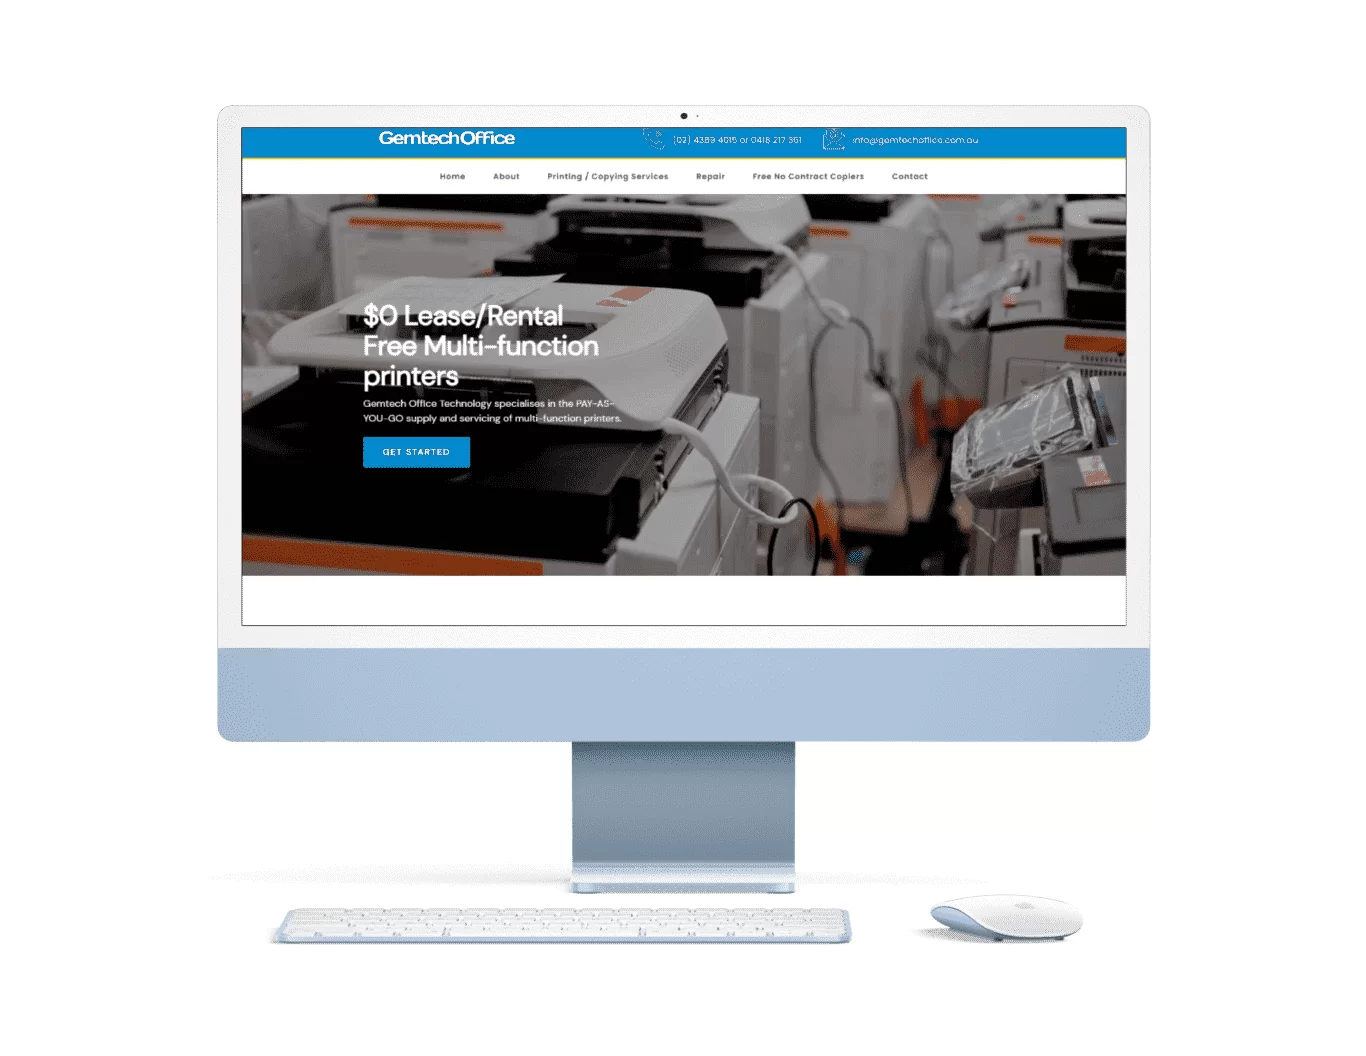 GemtechOffice
(02) 4389 4015 or 0418 217 361
info@gemtechoffice.com.au
Home About Printing / Copying Services Repair Free No Contract Copiers Contact
$0 Lease/Rental
Free Multi-function
printers
Gemtech Office Technology specialises in the PAY-AS-
YOU-GO supply and servicing of multi-function printers.
GET STARTED